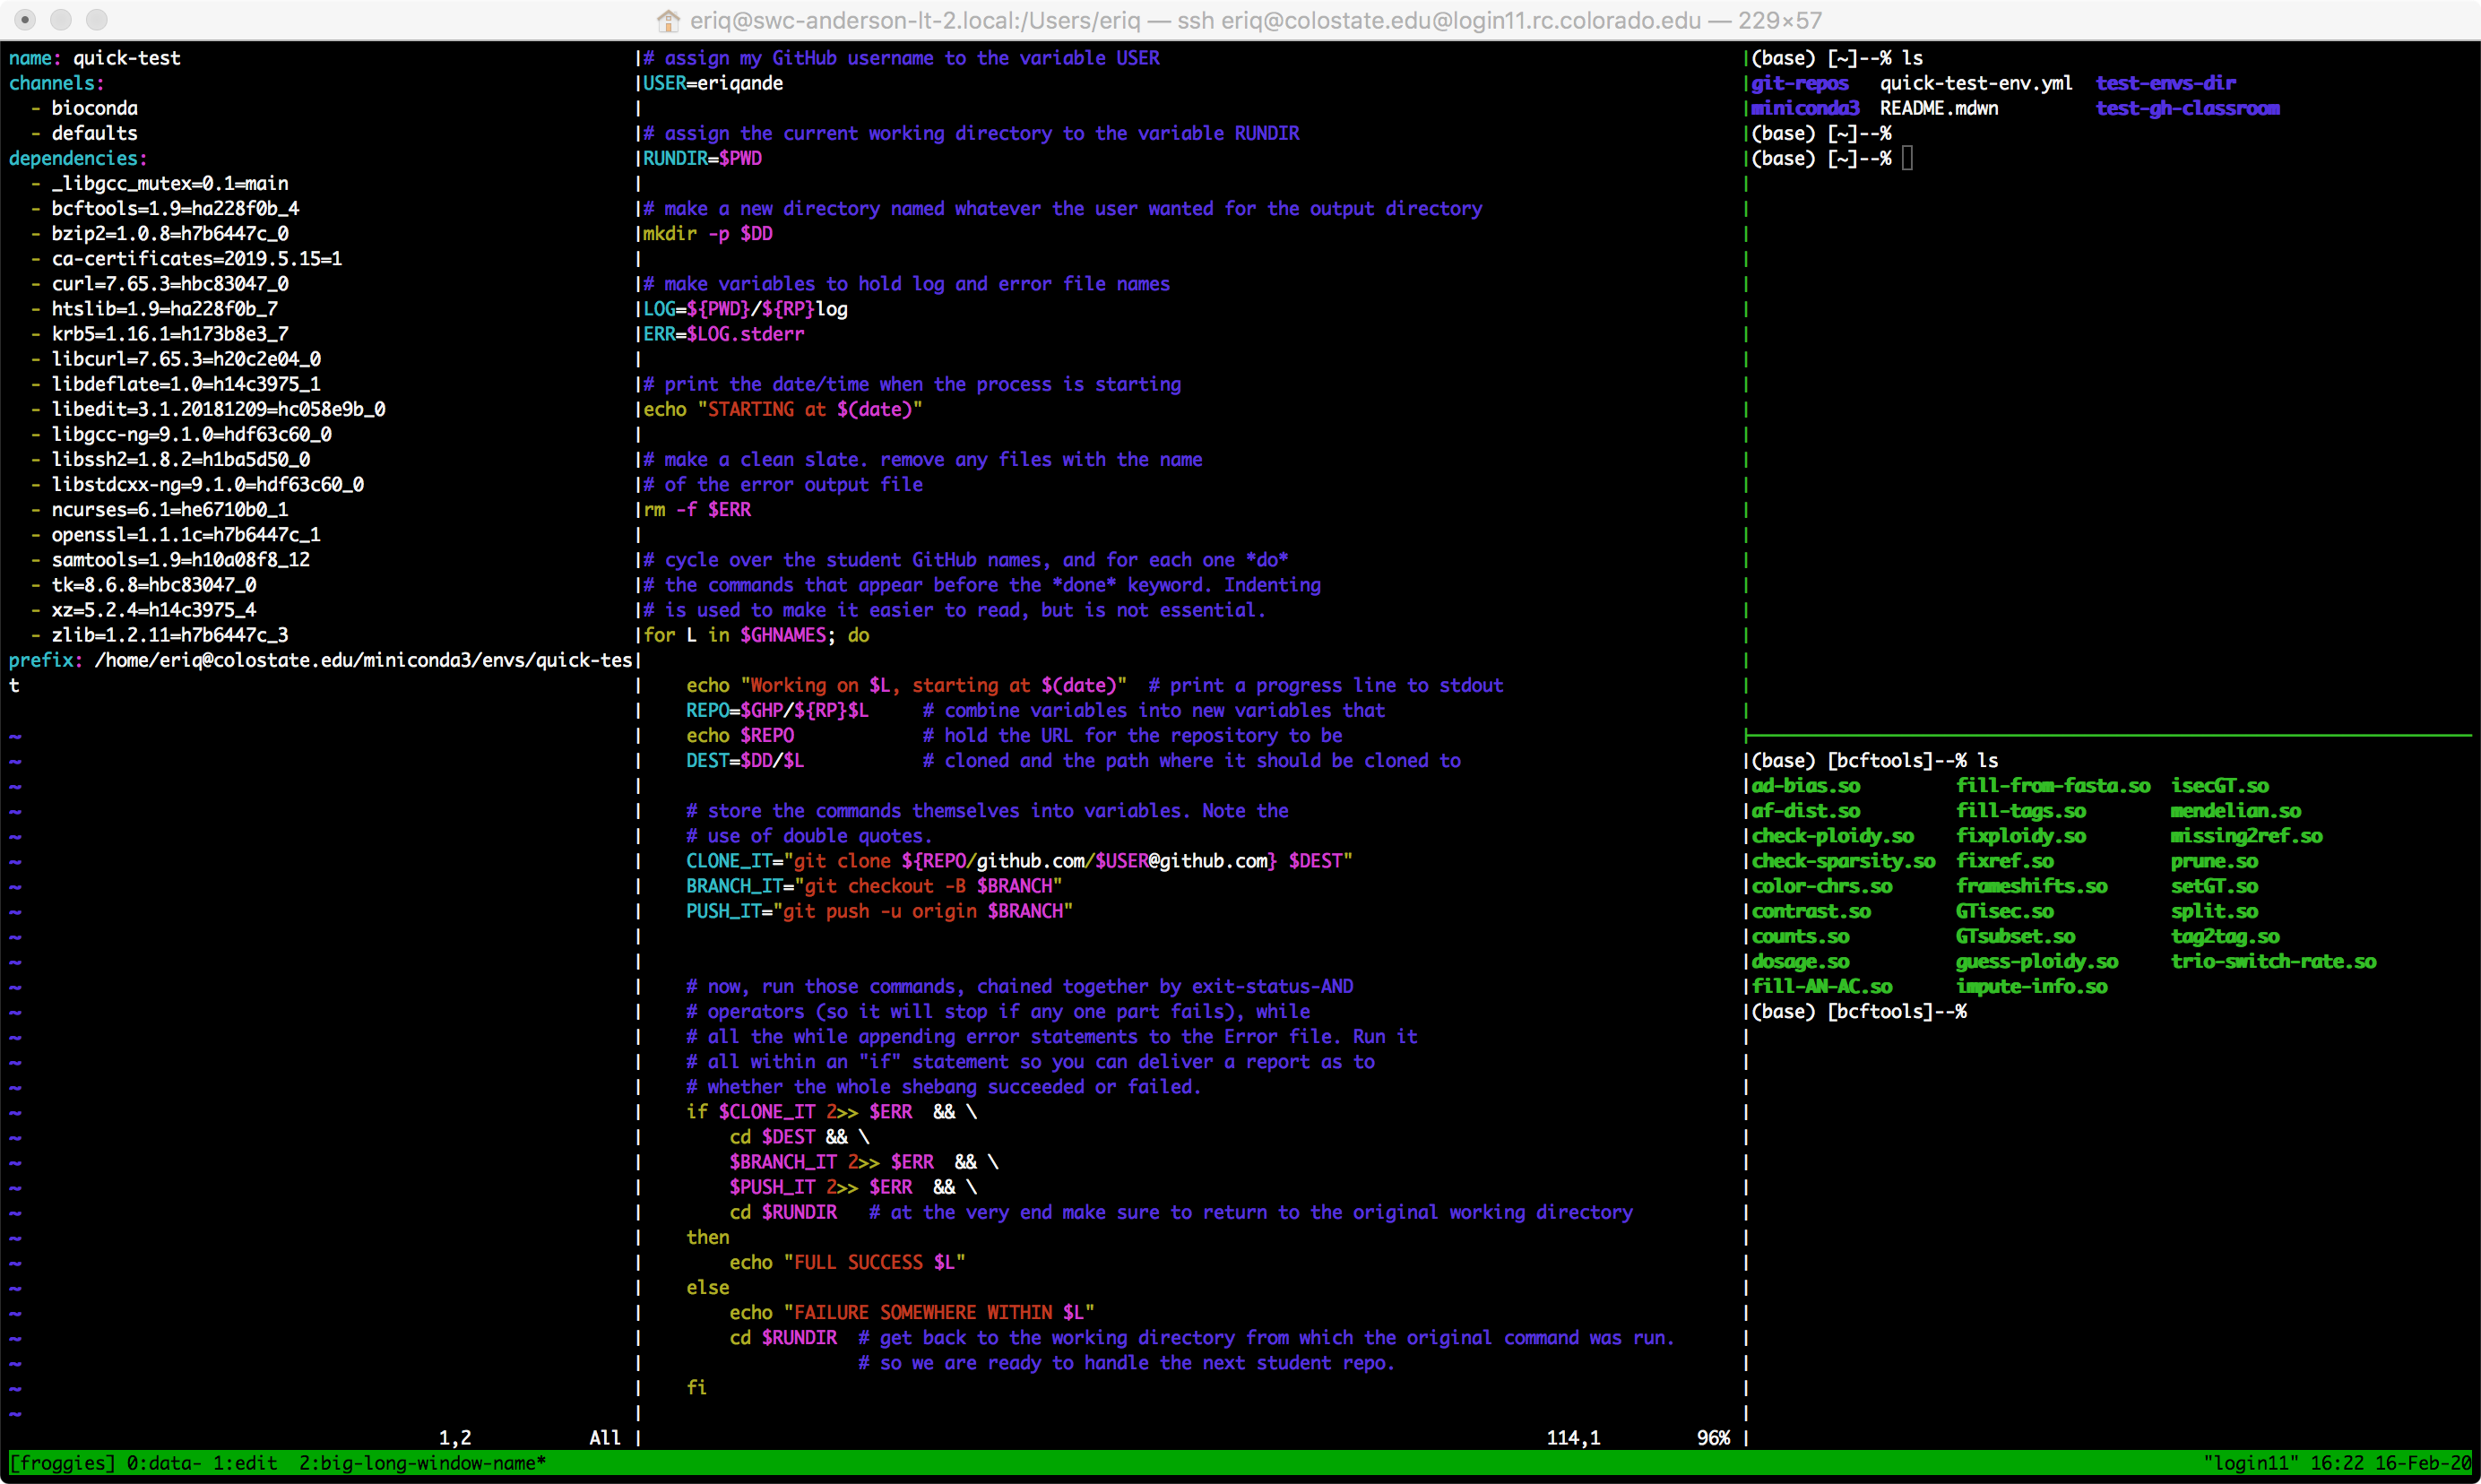 eriq@swc-anderson-lt-2.local:/Users/eriq — ssh eriq@colostate.edu@login11.rc.colorado.edu — 229×57
name: quick-test
channels:
  - bioconda
  - defaults
dependencies:
  - _libgcc_mutex=0.1=main
  - bcftools=1.9=ha228f0b_4
  - bzip2=1.0.8=h7b6447c_0
  - ca-certificates=2019.5.15=1
  - curl=7.65.3=hbc83047_0
  - htslib=1.9=ha228f0b_7
  - krb5=1.16.1=h173b8e3_7
  - libcurl=7.65.3=h20c2e04_0
  - libdeflate=1.0=h14c3975_1
  - libedit=3.1.20181209=hc058e9b_0
  - libgcc-ng=9.1.0=hdf63c60_0
  - libssh2=1.8.2=h1ba5d50_0
  - libstdcxx-ng=9.1.0=hdf63c60_0
  - ncurses=6.1=he6710b0_1
  - openssl=1.1.1c=h7b6447c_1
  - samtools=1.9=h10a08f8_12
  - tk=8.6.8=hbc83047_0
  - xz=5.2.4=h14c3975_4
  - zlib=1.2.11=h7b6447c_3
prefix: /home/eriq@colostate.edu/miniconda3/envs/quick-tes
t
1,2 All
# assign my GitHub username to the variable USER
USER=eriqande
# assign the current working directory to the variable RUNDIR
RUNDIR=$PWD
# make a new directory named whatever the user wanted for the output directory
mkdir -p $DD
# make variables to hold log and error file names
LOG=${PWD}/${RP}log
ERR=$LOG.stderr
# print the date/time when the process is starting
echo "STARTING at $(date)"
# make a clean slate. remove any files with the name
# of the error output file
rm -f $ERR
# cycle over the student GitHub names, and for each one *do*
# the commands that appear before the *done* keyword. Indenting
# is used to make it easier to read, but is not essential.
for L in $GHNAMES; do
    echo "Working on $L, starting at $(date)"  # print a progress line to stdout
    REPO=$GHP/${RP}$L     # combine variables into new variables that
    echo $REPO            # hold the URL for the repository to be
    DEST=$DD/$L           # cloned and the path where it should be cloned to
    # store the commands themselves into variables. Note the
    # use of double quotes.
    CLONE_IT="git clone ${REPO/github.com/$USER@github.com} $DEST"
    BRANCH_IT="git checkout -B $BRANCH"
    PUSH_IT="git push -u origin $BRANCH"
    # now, run those commands, chained together by exit-status-AND
    # operators (so it will stop if any one part fails), while
    # all the while appending error statements to the Error file. Run it
    # all within an "if" statement so you can deliver a report as to
    # whether the whole shebang succeeded or failed.
    if $CLONE_IT 2>> $ERR  && \
        cd $DEST && \
        $BRANCH_IT 2>> $ERR  && \
        $PUSH_IT 2>> $ERR  && \
        cd $RUNDIR   # at the very end make sure to return to the original working directory
    then
        echo "FULL SUCCESS $L"
    else
        echo "FAILURE SOMEWHERE WITHIN $L"
        cd $RUNDIR  # get back to the working directory from which the original command was run.
                    # so we are ready to handle the next student repo.
    fi
114,1 96%
(base) [~]--% ls
git-repos   quick-test-env.yml  test-envs-dir
miniconda3  README.mdwn         test-gh-classroom
(base) [~]--%
(base) [~]--%
(base) [bcftools]--% ls
ad-bias.so         fill-from-fasta.so  isecGT.so
af-dist.so         fill-tags.so        mendelian.so
check-ploidy.so    fixploidy.so        missing2ref.so
check-sparsity.so  fixref.so           prune.so
color-chrs.so      frameshifts.so      setGT.so
contrast.so        GTisec.so           split.so
counts.so          GTsubset.so         tag2tag.so
dosage.so          guess-ploidy.so     trio-switch-rate.so
fill-AN-AC.so      impute-info.so
(base) [bcftools]--%
[froggies] 0:data- 1:edit  2:big-long-window-name* "login11" 16:22 16-Feb-20